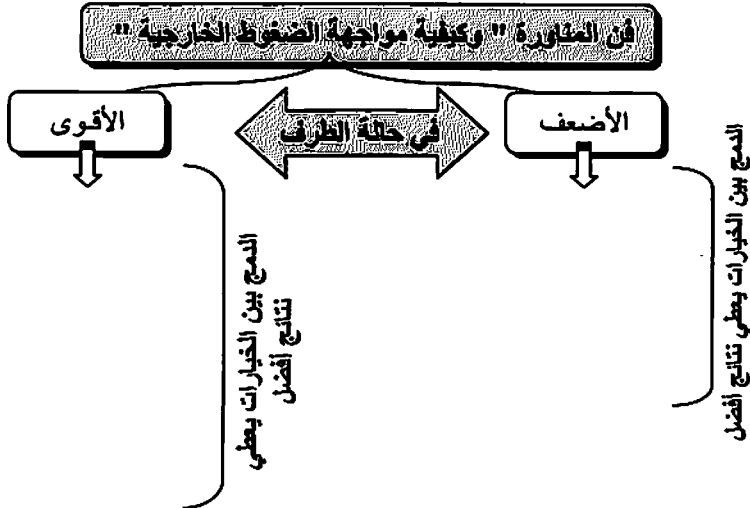 فن المناورة " وكيفية مواجهة الضغوط الخارجية "
الأضعف
في حالة الطرف
الأقوى
الدمج بين الخيارات يعطي نتائج أفضل
الدمج بين الخيارات يعطي
نتائج أفضل